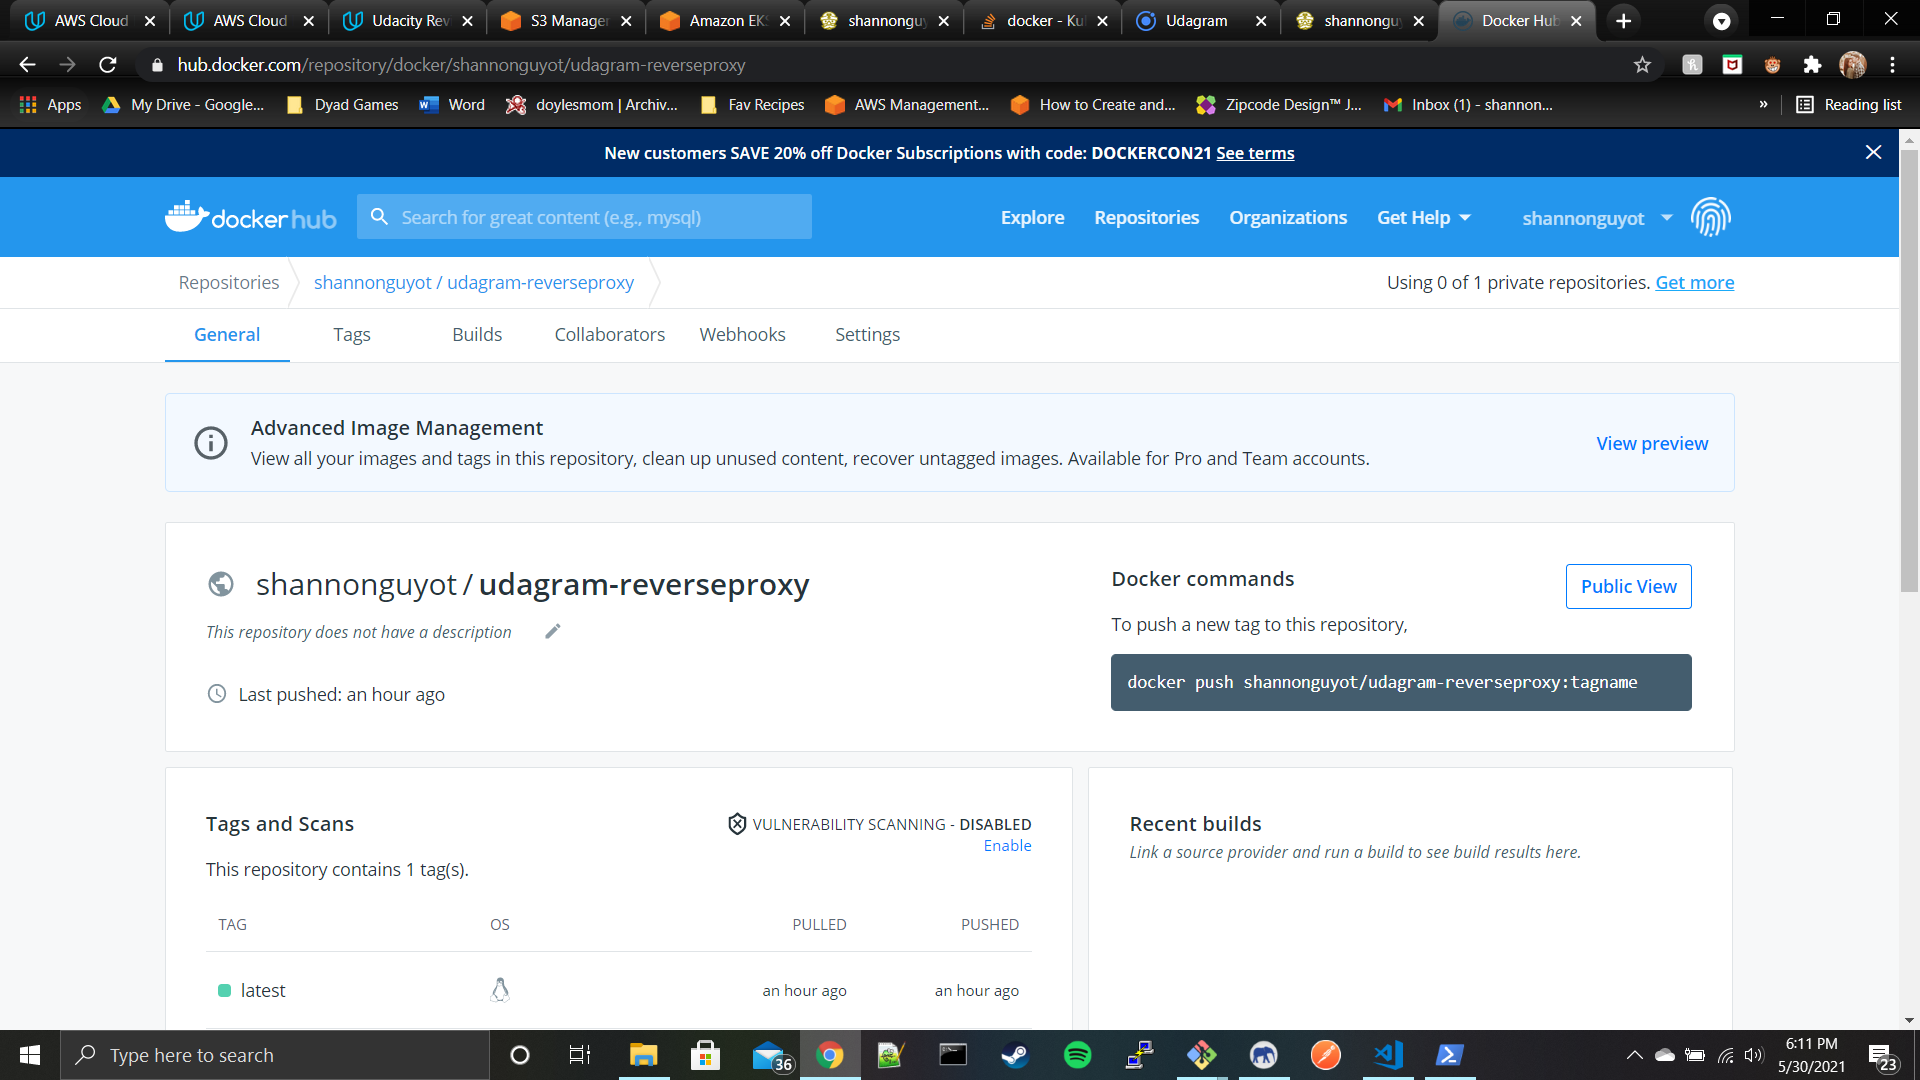 AWS Cloud
AWS Cloud
Udacity Rev
S3 Manager
Amazon EKS
shannonguy
docker - Ku
Udagram
shannonguy
Docker Hub
hub.docker.com/repository/docker/shannonguyot/udagram-reverseproxy
Apps
My Drive - Google...
Dyad Games
Word
doylesmom | Archiv...
Fav Recipes
AWS Management...
How to Create and...
Zipcode Design™ J...
Inbox (1) - shannon...
»
Reading list
New customers SAVE 20% off Docker Subscriptions with code: DOCKERCON21 See terms
dockerhub
Search for great content (e.g., mysql)
Explore
Repositories
Organizations
Get Help
shannonguyot
Repositories
shannonguyot / udagram-reverseproxy
Using 0 of 1 private repositories. Get more
General
Tags
Builds
Collaborators
Webhooks
Settings
Advanced Image Management
View all your images and tags in this repository, clean up unused content, recover untagged images. Available for Pro and Team accounts.
View preview
shannonguyot / udagram-reverseproxy
This repository does not have a description
Last pushed: an hour ago
Docker commands
Public View
To push a new tag to this repository,
docker push shannonguyot/udagram-reverseproxy:tagname
Tags and Scans
VULNERABILITY SCANNING - DISABLED
Enable
This repository contains 1 tag(s).
TAG
OS
PULLED
PUSHED
latest
an hour ago
an hour ago
Recent builds
Link a source provider and run a build to see build results here.
Type here to search
36
6:11 PM
5/30/2021
23